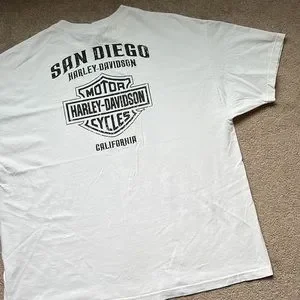 SAN DIEGO
HARLEY-DAVIDSON
MOTOR
HARLEY-DAVIDSON
CYCLES
CALIFORNIA